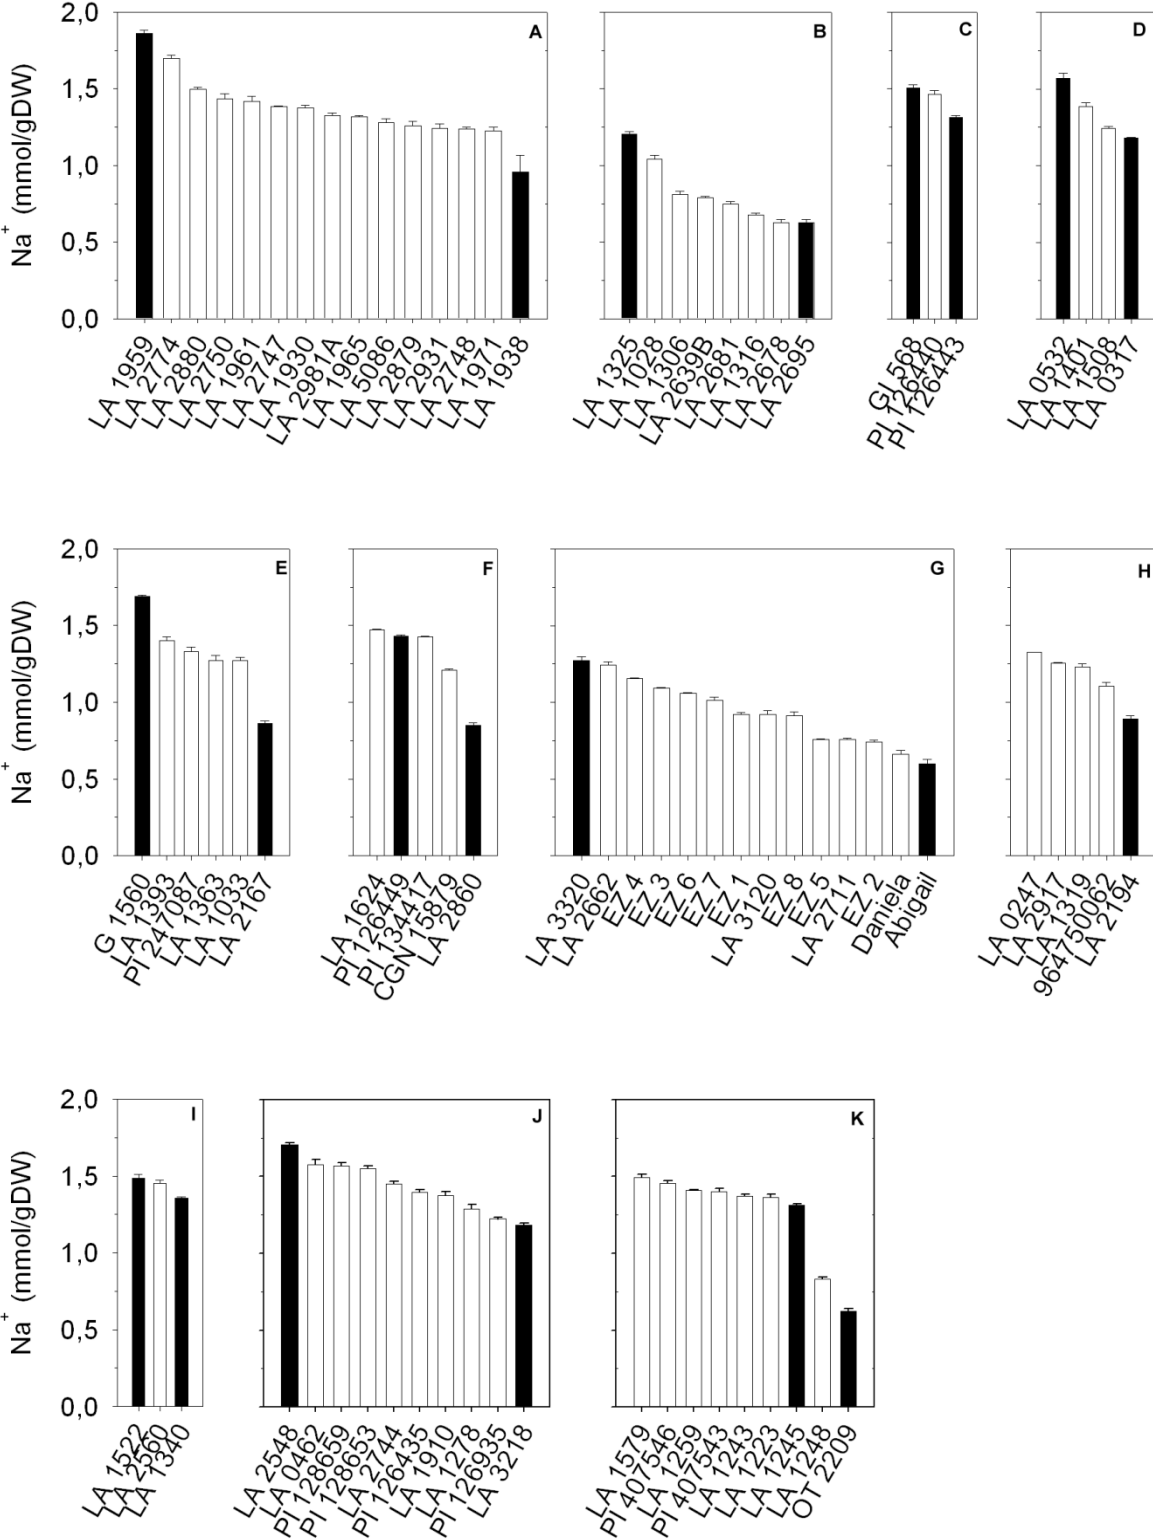 Na+ (mmol/gDW)
2,0
1,5
1,0
0,5
0,0
A
LA 1959
LA 2774
LA 2880
LA 2750
LA 1961
LA 2747
LA 1930
LA 2981A
LA 1965
LA 5086
LA 2879
LA 2931
LA 2748
LA 1971
LA 1938
B
LA 1325
LA 1028
LA 1306
LA 2639B
LA 2681
LA 1316
LA 2678
LA 2695
C
GI 568
PI 126440
PI 126443
D
LA 0532
LA 1401
LA 1508
LA 0317
Na+ (mmol/gDW)
2,0
1,5
1,0
0,5
0,0
E
G 1560
LA 1393
PI 247087
LA 1363
LA 1033
LA 2167
F
LA 1624
PI 126449
PI 134417
CGN 15879
LA 2860
G
LA 3320
LA 2662
EZ 4
EZ 3
EZ 6
EZ 7
EZ 1
LA 3120
EZ 8
EZ 5
LA 2711
EZ 2
Daniela
Abigail
H
LA 0247
LA 2917
LA 1319
964750062
LA 2194
Na+ (mmol/gDW)
2,0
1,5
1,0
0,5
0,0
I
LA 1522
LA 2560
LA 1340
J
LA 2548
LA 0462
PI 128659
PI 128653
LA 2744
PI 126435
LA 1910
LA 1278
PI 126935
LA 3218
K
LA 1579
PI 407546
LA 1259
PI 407543
LA 1243
LA 1223
LA 1245
LA 1248
OT 2209